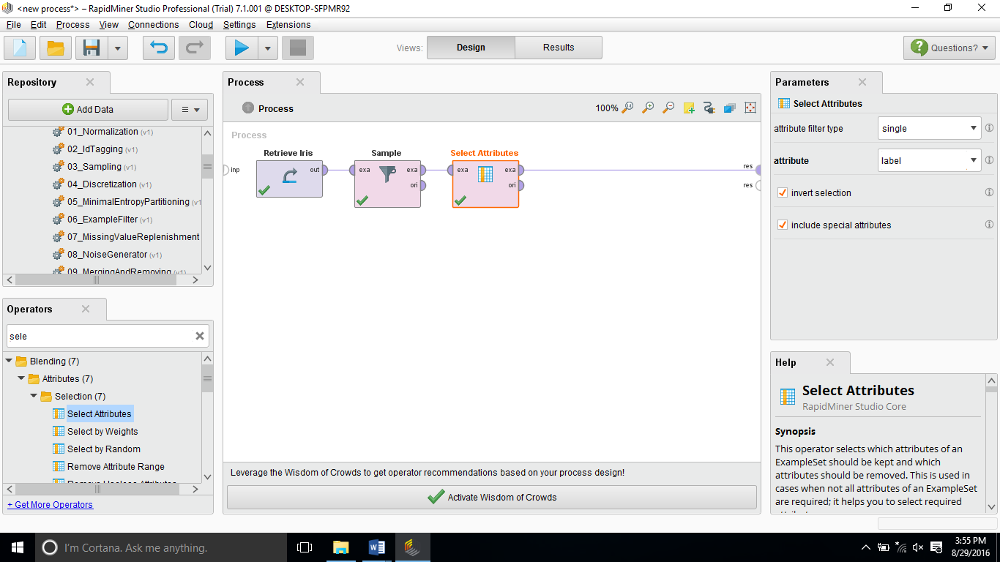 <new process*> – RapidMiner Studio Professional (Trial) 7.1.001 @ DESKTOP-SFPMR92
File Edit Process View Connections Cloud Settings Extensions
Views: Design Results Questions?
Repository
Add Data
01_Normalization (v1)
02_IdTagging (v1)
03_Sampling (v1)
04_Discretization (v1)
05_MinimalEntropyPartitioning (v1
06_ExampleFilter (v1)
07_MissingValueReplenishment
08_NoiseGenerator (v1)
09_MergingAndRemoving (v1)
Operators
sele
Blending (7)
Attributes (7)
Selection (7)
Select Attributes
Select by Weights
Select by Random
Remove Attribute Range
Remove Useless Attributes
+ Get More Operators
Process
Process
100%
Process
inp
Retrieve Iris
out
Sample
exa exa
ori
Select Attributes
exa exa
ori
res
res
Leverage the Wisdom of Crowds to get operator recommendations based on your process design!
Activate Wisdom of Crowds
Parameters
Select Attributes
attribute filter type single
attribute label
invert selection
include special attributes
Help
Select Attributes
RapidMiner Studio Core
Synopsis
This operator selects which attributes of an
ExampleSet should be kept and which
attributes should be removed. This is used in
cases when not all attributes of an ExampleSet
are required; it helps you to select required
I'm Cortana. Ask me anything.
3:55 PM
8/29/2016